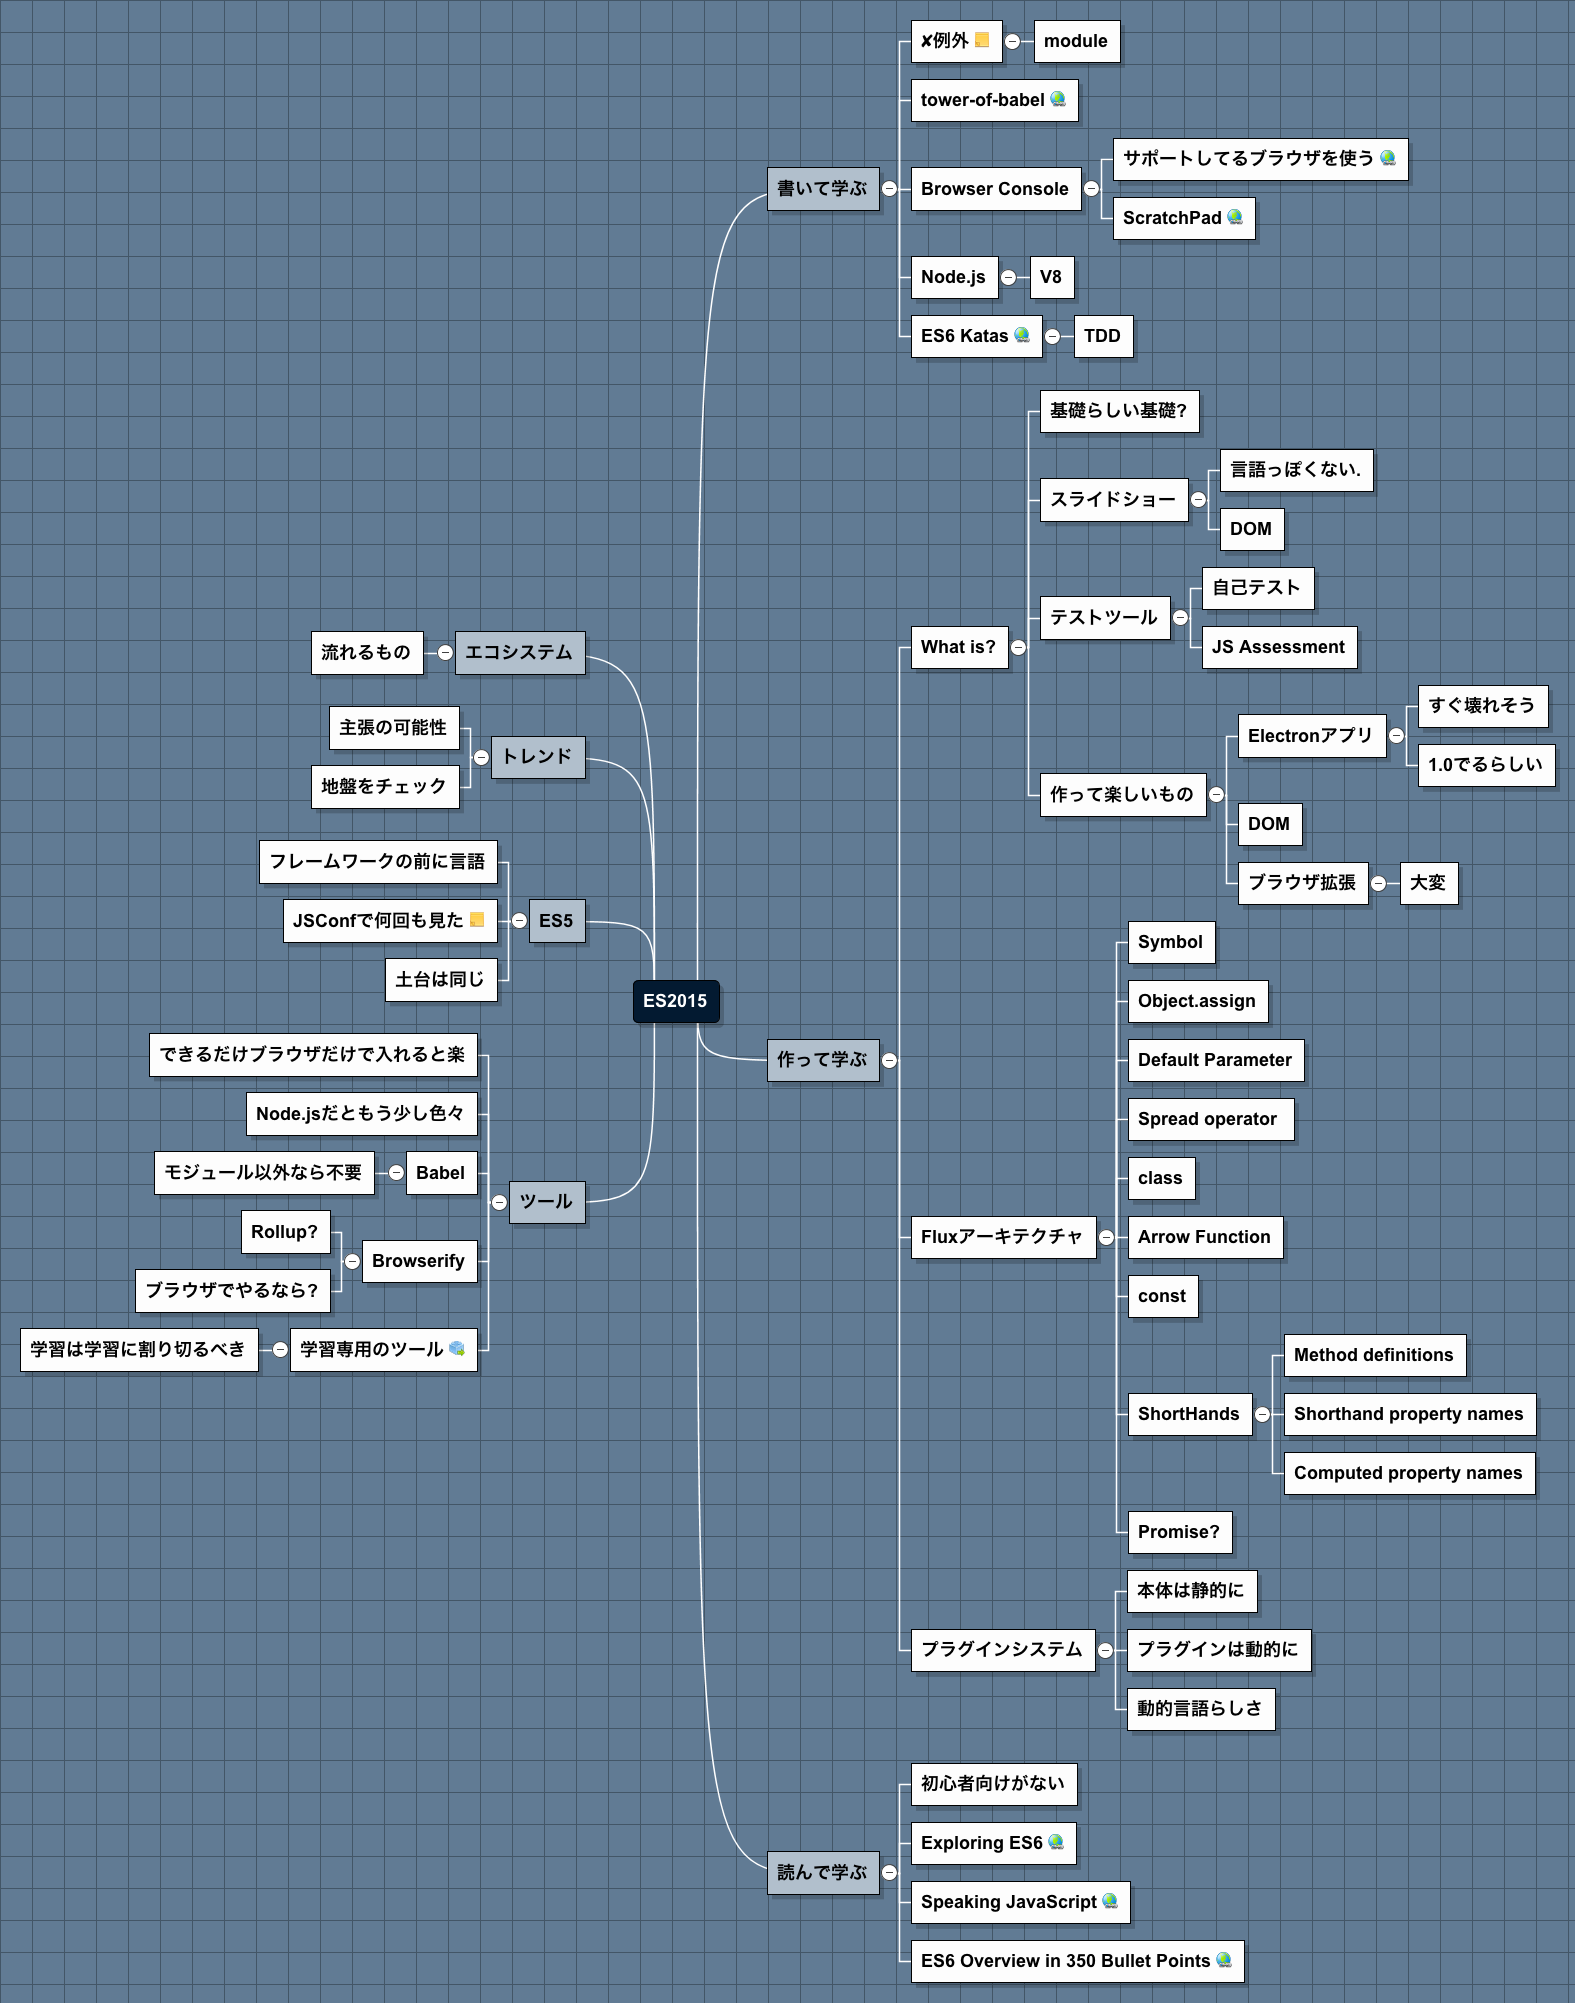 ✘例外
module
tower-of-babel
書いて学ぶ
Browser Console
サポートしてるブラウザを使う
ScratchPad
Node.js
V8
ES6 Katas
TDD
ES2015
作って学ぶ
What is?
基礎らしい基礎?
スライドショー
言語っぽくない.
DOM
テストツール
自己テスト
JS Assessment
作って楽しいもの
Electronアプリ
すぐ壊れそう
1.0でるらしい
DOM
ブラウザ拡張
大変
Fluxアーキテクチャ
Symbol
Object.assign
Default Parameter
Spread operator
class
Arrow Function
const
ShortHands
Method definitions
Shorthand property names
Computed property names
Promise?
プラグインシステム
本体は静的に
プラグインは動的に
動的言語らしさ
読んで学ぶ
初心者向けがない
Exploring ES6
Speaking JavaScript
ES6 Overview in 350 Bullet Points
エコシステム
流れるもの
トレンド
主張の可能性
地盤をチェック
ES5
フレームワークの前に言語
JSConfで何回も見た
土台は同じ
ツール
できるだけブラウザだけで入れると楽
Node.jsだともう少し色々
Babel
モジュール以外なら不要
Browserify
Rollup?
ブラウザでやるなら?
学習専用のツール
学習は学習に割り切るべき